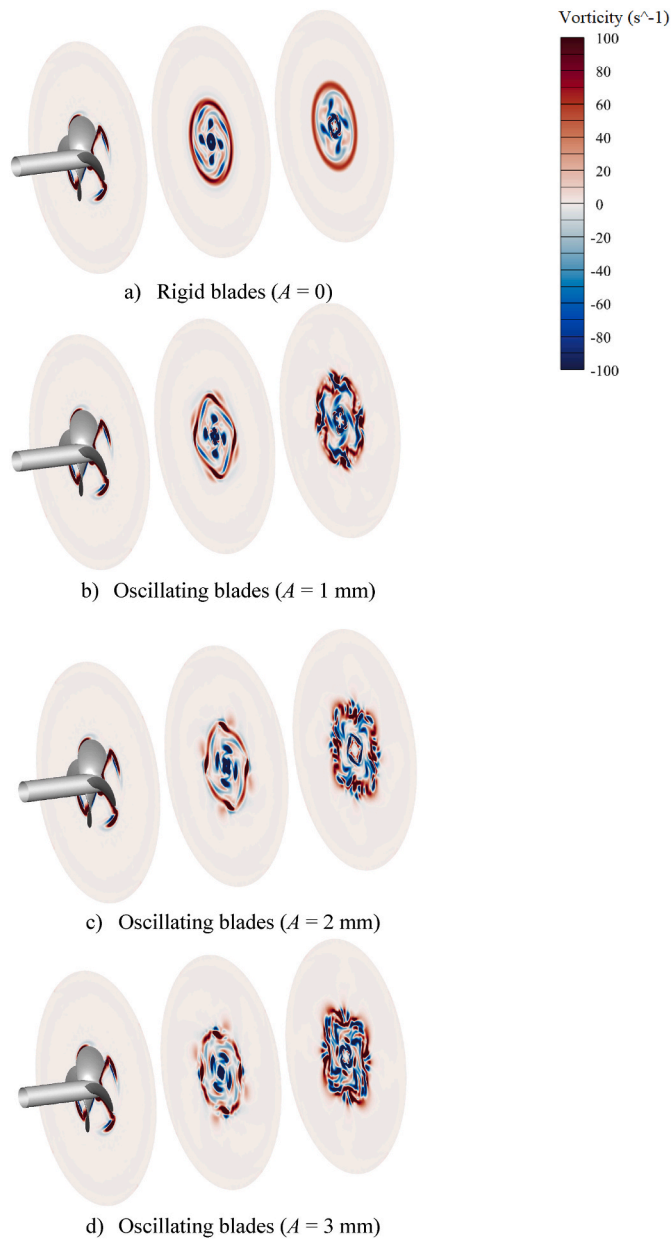 Vorticity (s^-1)
100
80
60
40
20
0
-20
-40
-60
-80
-100
a) Rigid blades (A = 0)
b) Oscillating blades (A = 1 mm)
c) Oscillating blades (A = 2 mm)
d) Oscillating blades (A = 3 mm)